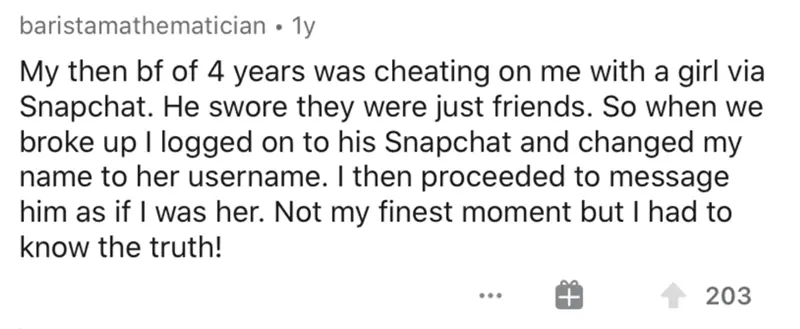 baristamathematician • 1y
My then bf of 4 years was cheating on me with a girl via
Snapchat. He swore they were just friends. So when we
broke up I logged on to his Snapchat and changed my
name to her username. I then proceeded to message
him as if I was her. Not my finest moment but I had to
know the truth!
... 203